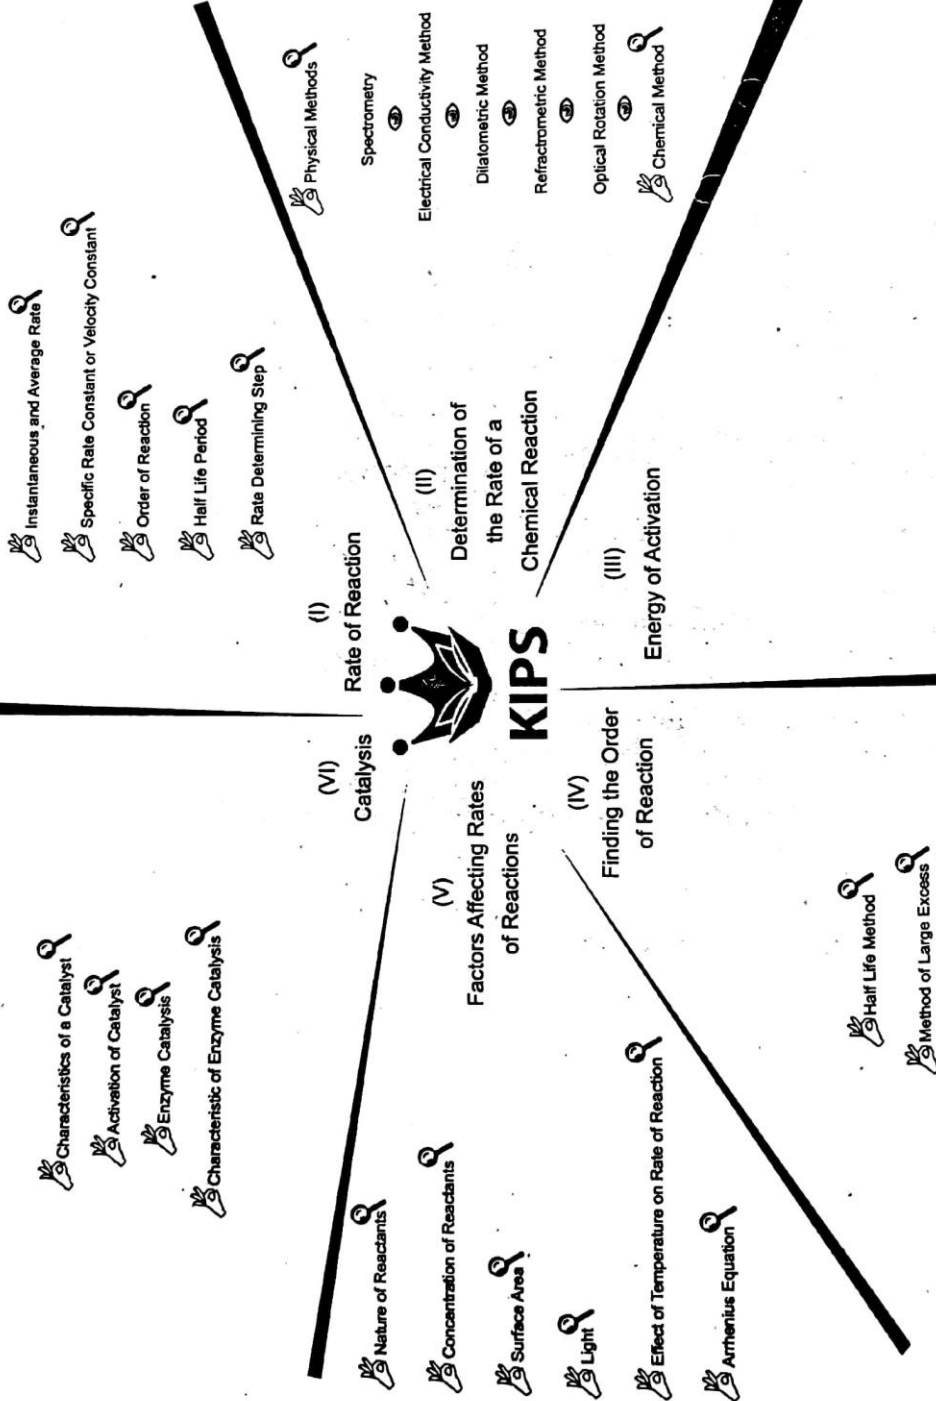 (I)
Rate of Reaction
Instantaneous and Average Rate
Specific Rate Constant or Velocity Constant
Order of Reaction
Half Life Period
Rate Determining Step
(II)
Determination of
the Rate of a
Chemical Reaction
Physical Methods
Spectrometry
Electrical Conductivity Method
Dilatometric Method
Refractrometric Method
Optical Rotation Method
Chemical Method
(III)
Energy of Activation
(IV)
Finding the Order
of Reaction
Half Life Method
Method of Large Excess
(V)
Factors Affecting Rates
of Reactions
Nature of Reactants
Concentration of Reactants
Surface Area
Light
Effect of Temperature on Rate of Reaction
Arrhenius Equation
(VI)
Catalysis
Characteristics of a Catalyst
Activation of Catalyst
Enzyme Catalysis
Characteristic of Enzyme Catalysis
KIPS